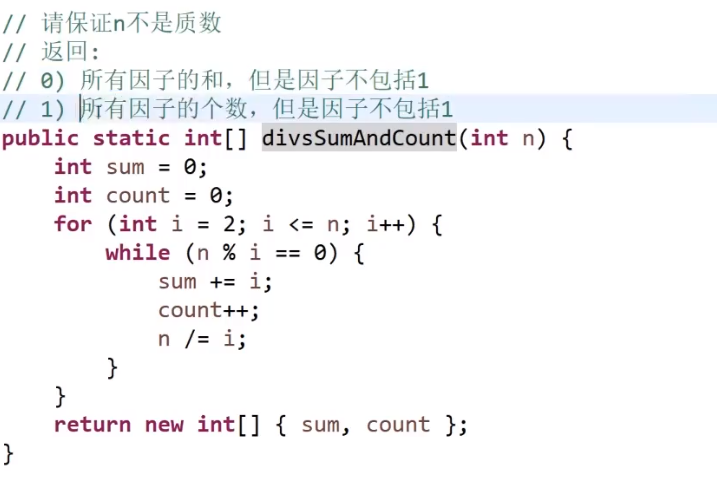 // 请保证n不是质数
// 返回:
// 0) 所有因子的和，但是因子不包括1
// 1) 所有因子的个数，但是因子不包括1
public static int[] divsSumAndCount(int n) {
    int sum = 0;
    int count = 0;
    for (int i = 2; i <= n; i++) {
        while (n % i == 0) {
            sum += i;
            count++;
            n /= i;
        }
    }
    return new int[] { sum, count };
}